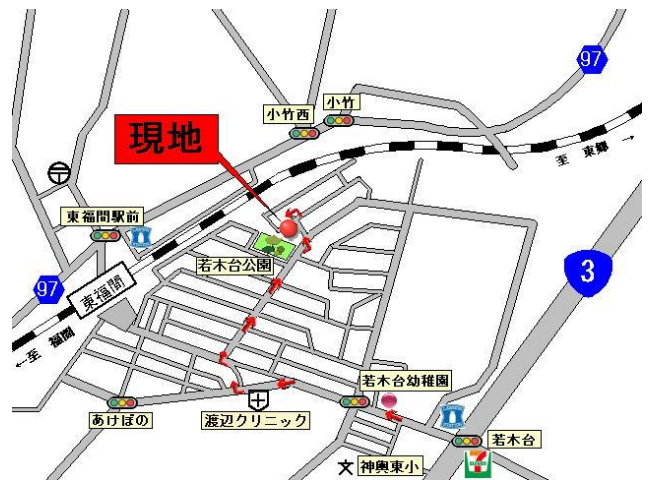 97
小竹
小竹西
現地
至 東郷 →
東福間駅前
若木台公園
3
97
東福間
←至 福間
若木台幼稚園
あけぼの
渡辺クリニック
若木台
神興東小
文
7